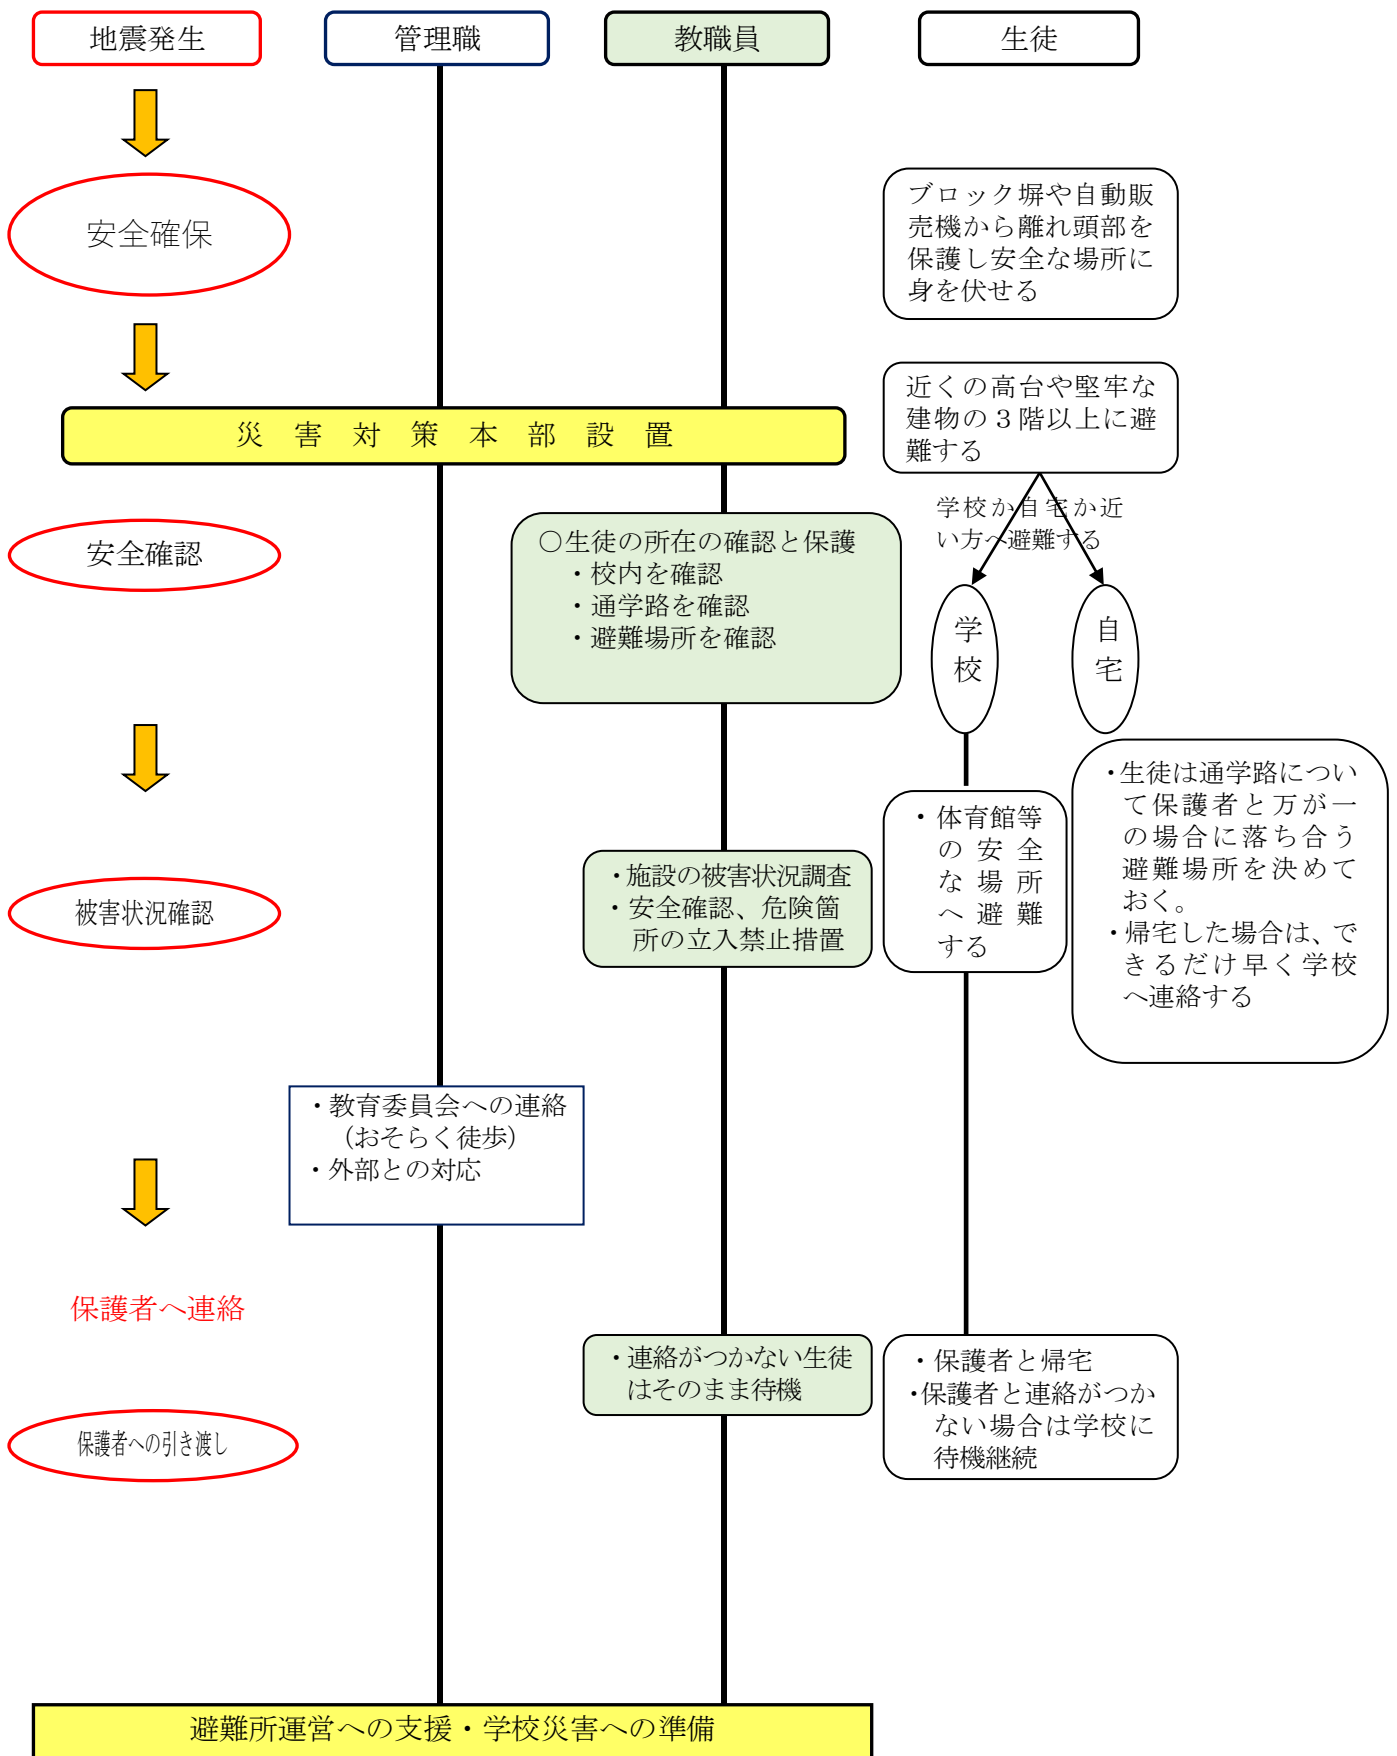 地震発生
管理職
教職員
生徒
安全確保
ブロック塀や自動販
売機から離れ頭部を
保護し安全な場所に
身を伏せる
近くの高台や堅牢な
建物の３階以上に避
難する
災害対策本部設置
学校か自宅か近
い方へ避難する
安全確認
○生徒の所在の確認と保護
・校内を確認
・通学路を確認
・避難場所を確認
学
校
自
宅
・生徒は通学路につい
て保護者と万が一
の場合に落ち合う
避難場所を決めて
おく。
・帰宅した場合は、で
きるだけ早く学校
へ連絡する
・体育館等
の安全
な場所
へ避難
する
被害状況確認
・施設の被害状況調査
・安全確認、危険箇
所の立入禁止措置
・教育委員会への連絡
（おそらく徒歩）
・外部との対応
保護者へ連絡
・連絡がつかない生徒
はそのまま待機
・保護者と帰宅
・保護者と連絡がつか
ない場合は学校に
待機継続
保護者への引き渡し
避難所運営への支援・学校災害への準備